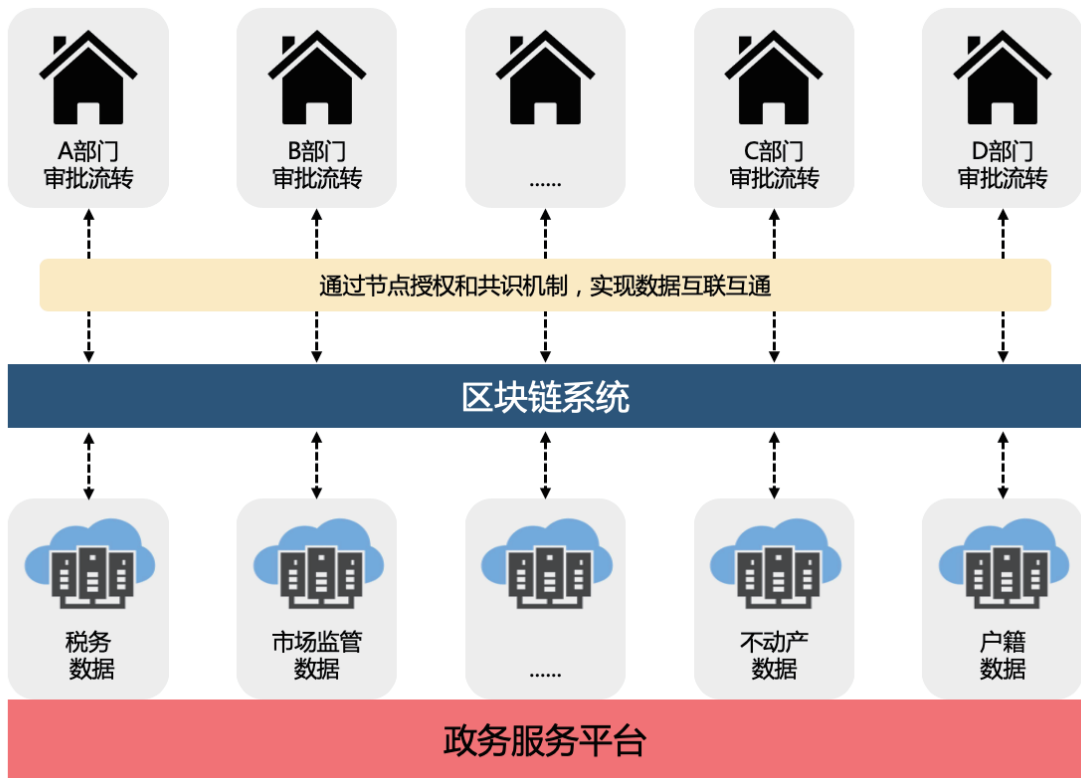 A部门
审批流转
B部门
审批流转
......
C部门
审批流转
D部门
审批流转
通过节点授权和共识机制，实现数据互联互通
区块链系统
税务
数据
市场监管
数据
......
不动产
数据
户籍
数据
政务服务平台